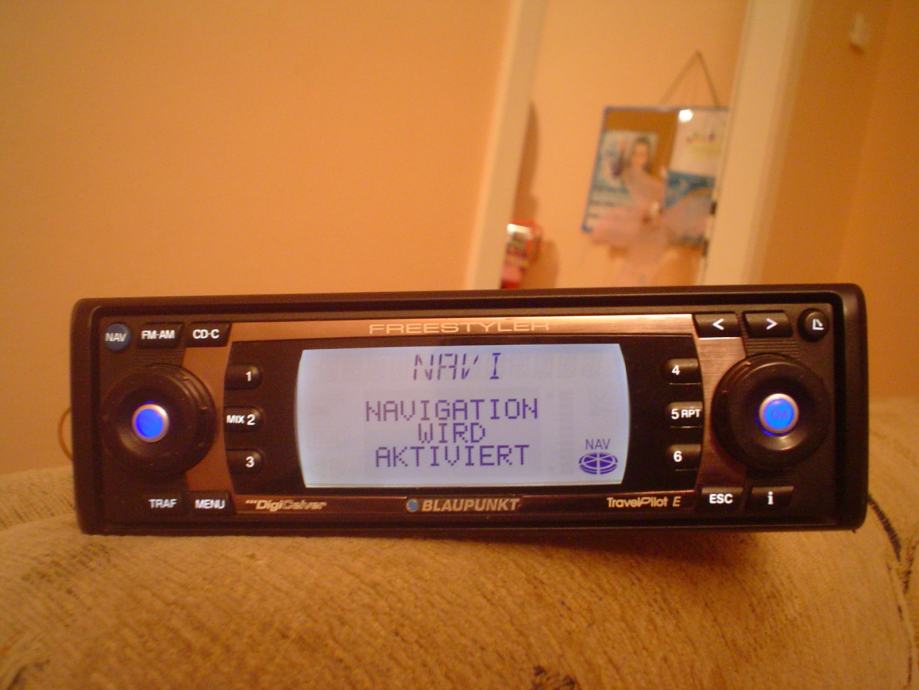 FREESTYLER
NAV FM·AM CD·C
< >
NAVI
1
4
NAVIGATION
MIX 2
5 RPT
WIRD
AKTIVIERT
NAV
3
6
TRAF MENU
DigiCeiver
BLAUPUNKT
TravelPilot E
ESC i
OK